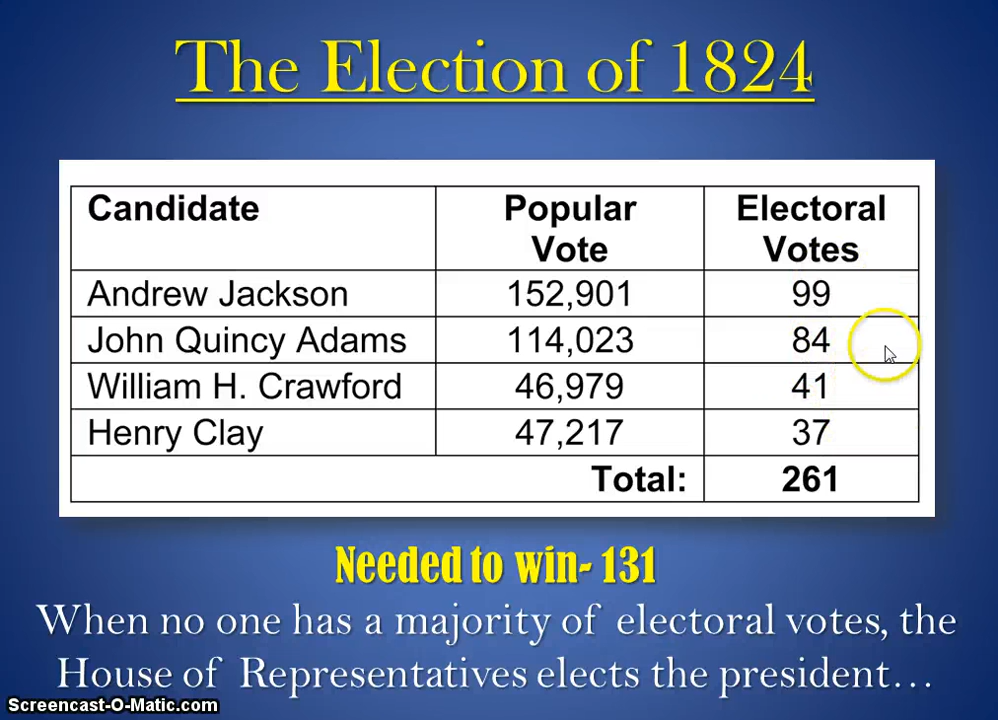 The Election of 1824
Candidate Popular Vote Electoral Votes
Andrew Jackson 152,901 99
John Quincy Adams 114,023 84
William H. Crawford 46,979 41
Henry Clay 47,217 37
Total: 261
Needed to win- 131
When no one has a majority of electoral votes, the
House of Representatives elects the president…
Screencast-O-Matic.com